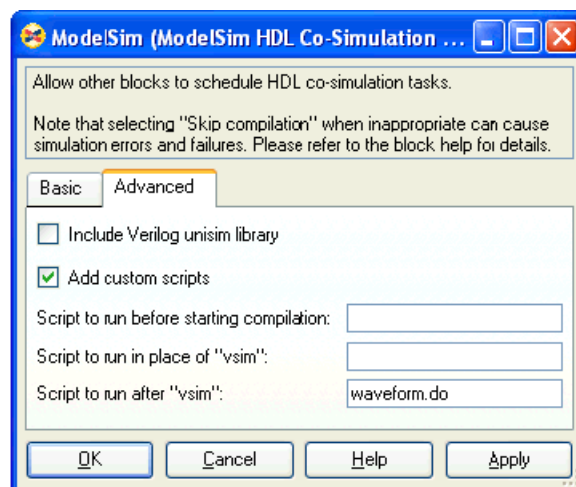 ModelSim (ModelSim HDL Co-Simulation ...
Allow other blocks to schedule HDL co-simulation tasks.
Note that selecting "Skip compilation" when inappropriate can cause
simulation errors and failures. Please refer to the block help for details.
Basic Advanced
Include Verilog unisim library
Add custom scripts
Script to run before starting compilation:
Script to run in place of "vsim":
Script to run after "vsim": waveform.do
OK Cancel Help Apply